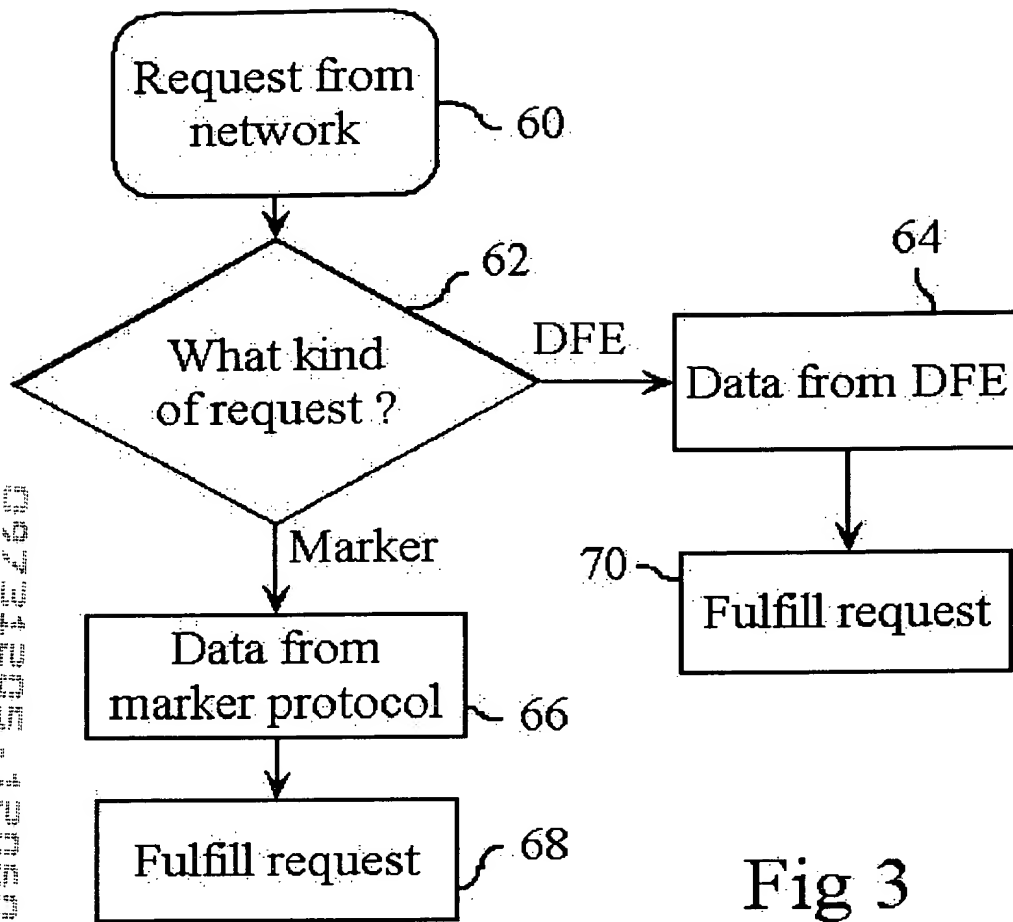 Request from
network
60
62
What kind
of request ?
DFE
64
Data from DFE
70
Fulfill request
Marker
Data from
marker protocol
66
Fulfill request
68
Fig 3